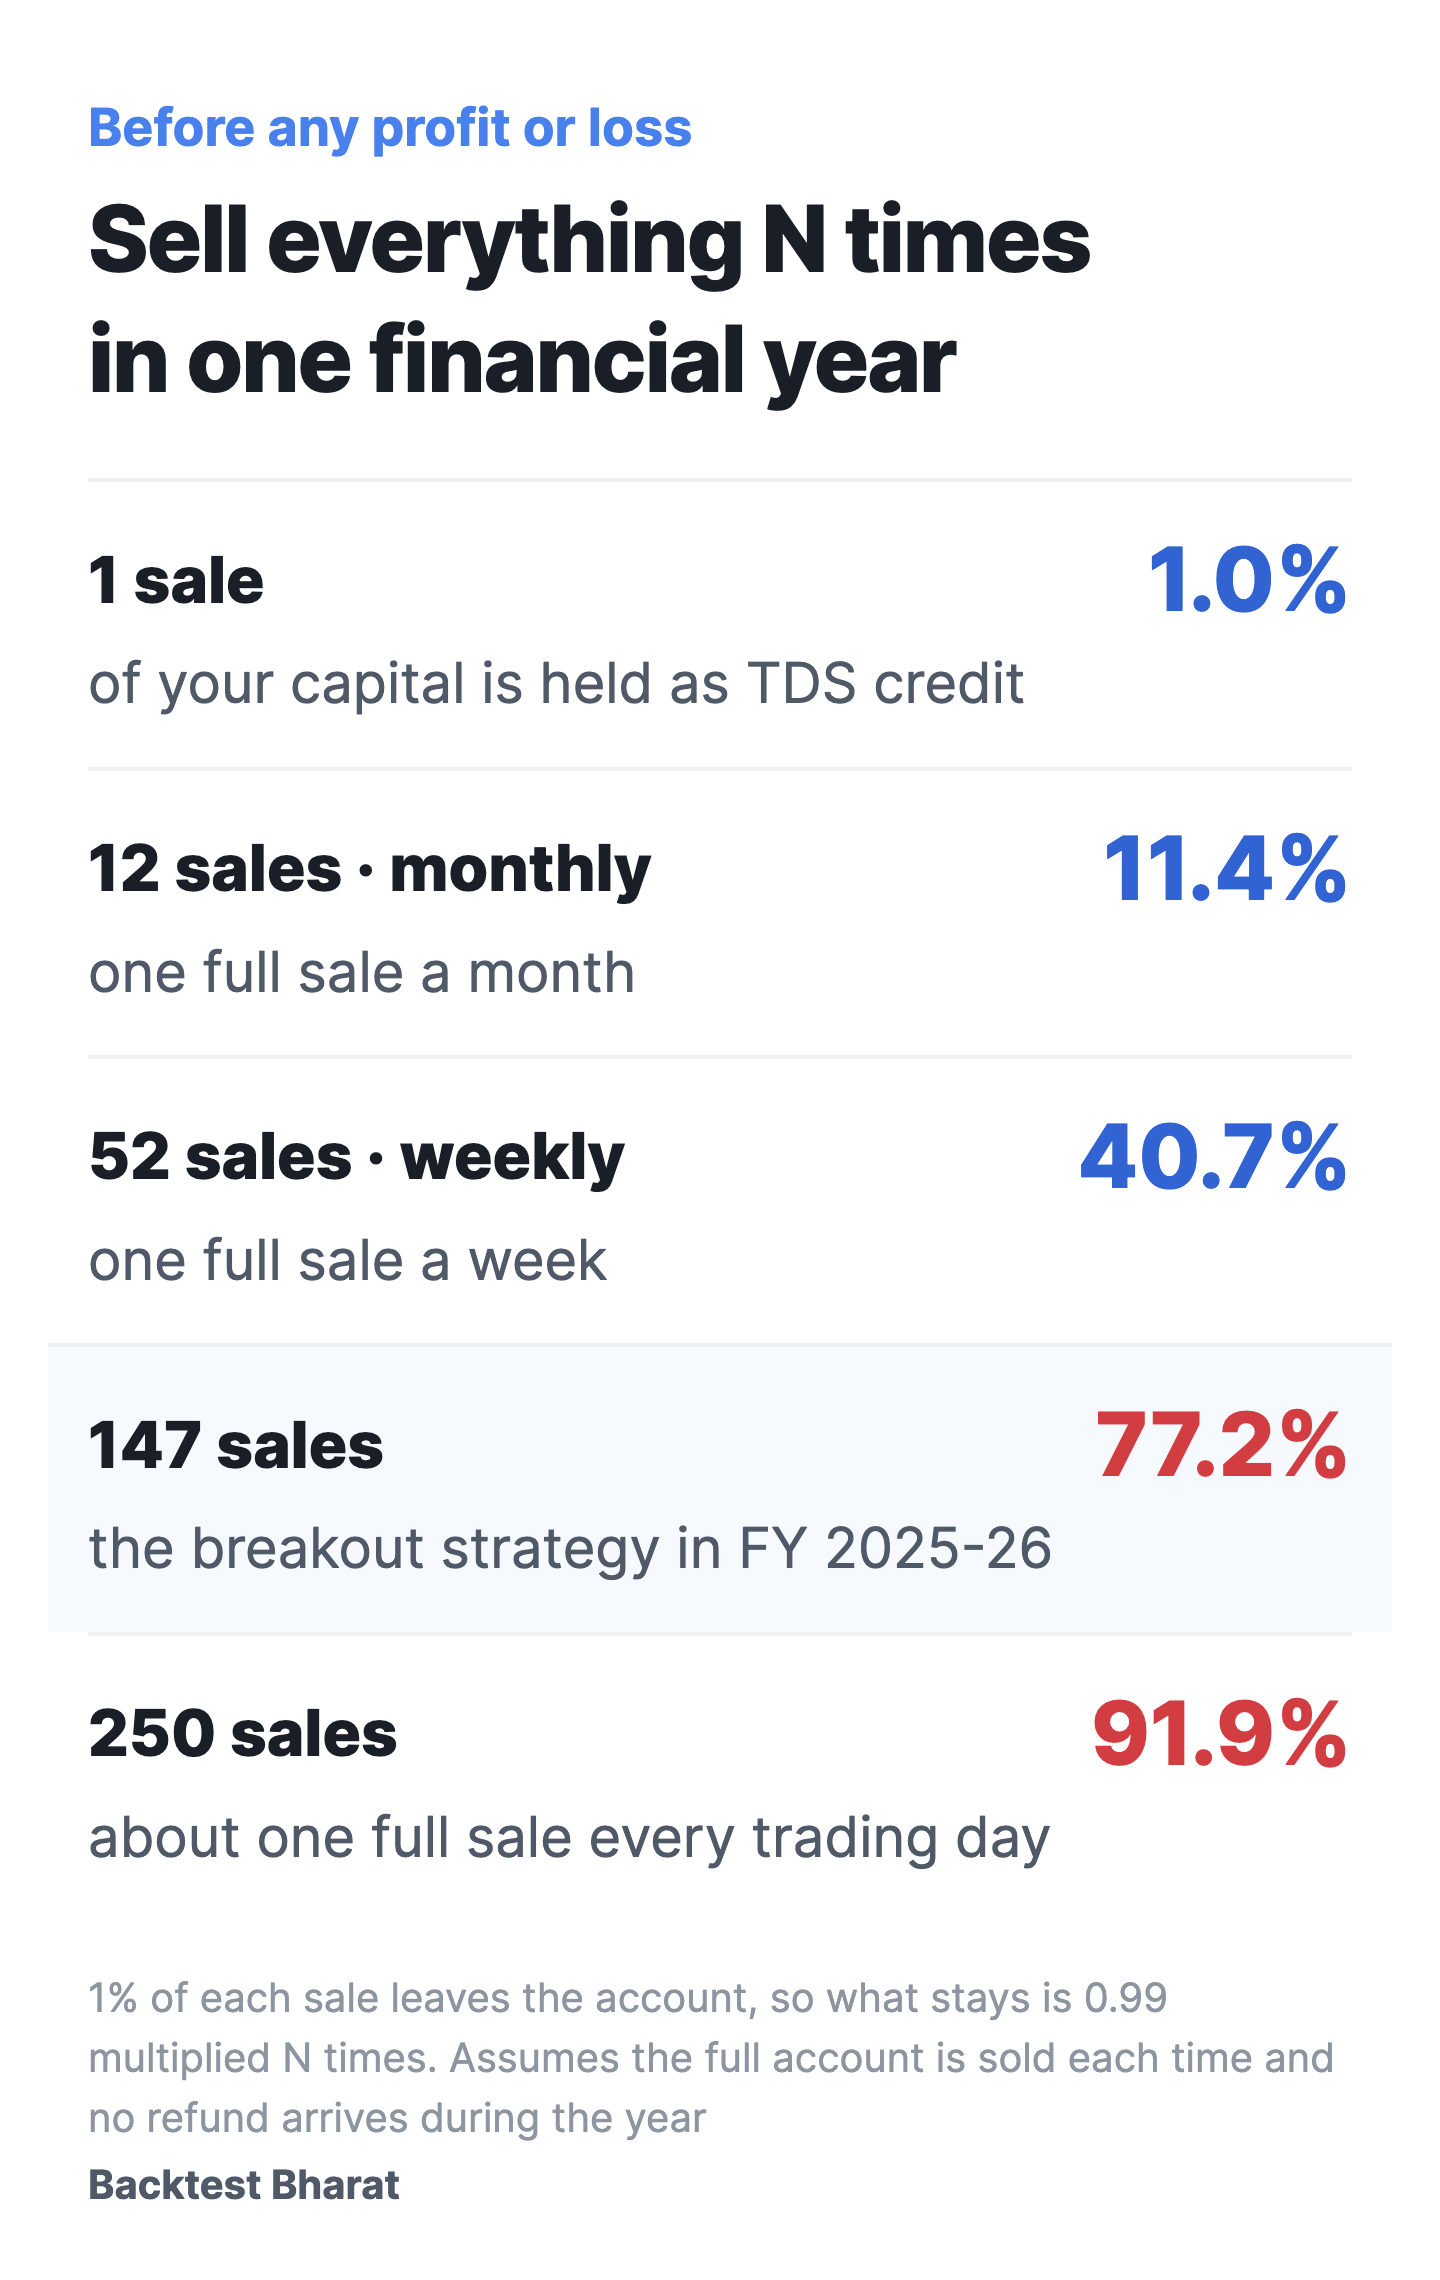 Before any profit or loss
Sell everything N times
in one financial year
1 sale
1.0%
of your capital is held as TDS credit
12 sales · monthly
11.4%
one full sale a month
52 sales · weekly
40.7%
one full sale a week
147 sales
77.2%
the breakout strategy in FY 2025-26
250 sales
91.9%
about one full sale every trading day
1% of each sale leaves the account, so what stays is 0.99
multiplied N times. Assumes the full account is sold each time and
no refund arrives during the year
Backtest Bharat